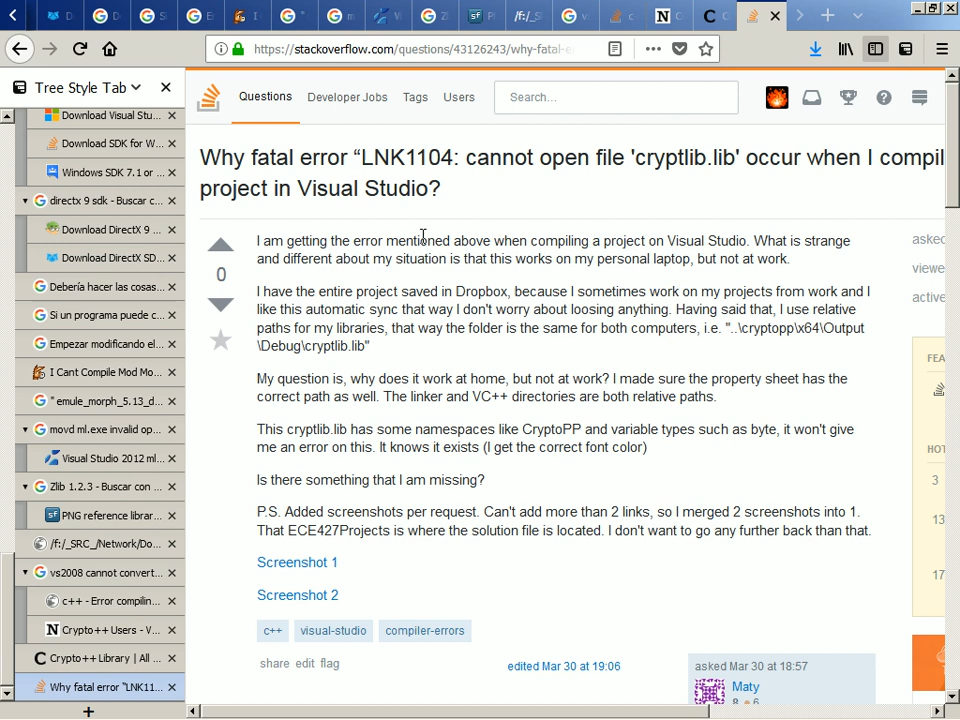 https://stackoverflow.com/questions/43126243/why-fatal-e
Tree Style Tab
Download Visual Stu...
Download SDK for W...
Windows SDK 7.1 or ...
directx 9 sdk - Buscar c...
Download DirectX 9 ...
Download DirectX SD...
Debería hacer las cosas...
Si un programa puede c...
Empezar modificando el...
I Cant Compile Mod Mo...
" emule_morph_5.13_d...
movd ml.exe invalid op...
Visual Studio 2012 ml...
Zlib 1.2.3 - Buscar con ...
PNG reference librar...
/f:/_SRC_/Network/Do...
vs2008 cannot convert...
c++ - Error compilin...
Crypto++ Users - V...
Crypto++ Library | All ...
Why fatal error "LNK11...
Questions Developer Jobs Tags Users Search...
Why fatal error “LNK1104: cannot open file 'cryptlib.lib' occur when I compil
project in Visual Studio?
0
I am getting the error mentioned above when compiling a project on Visual Studio. What is strange
and different about my situation is that this works on my personal laptop, but not at work.
I have the entire project saved in Dropbox, because I sometimes work on my projects from work and I
like this automatic sync that way I don't worry about loosing anything. Having said that, I use relative
paths for my libraries, that way the folder is the same for both computers, i.e. "..\cryptopp\x64\Output
\Debug\cryptlib.lib"
My question is, why does it work at home, but not at work? I made sure the property sheet has the
correct path as well. The linker and VC++ directories are both relative paths.
This cryptlib.lib has some namespaces like CryptoPP and variable types such as byte, it won't give
me an error on this. It knows it exists (I get the correct font color)
Is there something that I am missing?
P.S. Added screenshots per request. Can't add more than 2 links, so I merged 2 screenshots into 1.
That ECE427Projects is where the solution file is located. I don't want to go any further back than that.
Screenshot 1
Screenshot 2
c++ visual-studio compiler-errors
share edit flag
edited Mar 30 at 19:06
asked Mar 30 at 18:57
Maty
asked
viewe
active
FEA
HOT
3
13
17